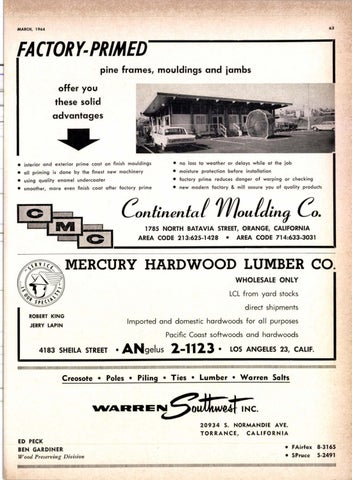 MARCH, 1964
63
FACTORY-PRIMED
pine frames, mouldings and jambs
offer you
these solid
advantages
• interior and exterior prime coat on finish mouldings
• all priming is done by the finest new machinery
• using quality enamel undercoater
• smoother, more even finish coat after factory prime
• no loss to weather or delays while at the job
• moisture protection before installation
• factory prime reduces danger of warping or checking
• new modern factory & mill assure you of quality products
CMC
Continental Moulding Co.
1785 NORTH BATAVIA STREET, ORANGE, CALIFORNIA
AREA CODE 213:625-1428 • AREA CODE 714:633-3031
SERVICE
IS OUR SPECIALTY
ROBERT KING
JERRY LAPIN
MERCURY HARDWOOD LUMBER CO.
WHOLESALE ONLY
LCL from yard stocks
direct shipments
Imported and domestic hardwoods for all purposes
Pacific Coast softwoods and hardwoods
4183 SHEILA STREET • ANgelus 2-1123 • LOS ANGELES 23, CALIF.
Creosote • Poles • Piling • Ties • Lumber • Warren Salts
WARREN Southwest INC.
20934 S. NORMANDIE AVE.
TORRANCE, CALIFORNIA
ED PECK
BEN GARDINER
Wood Preserving Division
• FAirfax 8-3165
• SPruce 5-2491